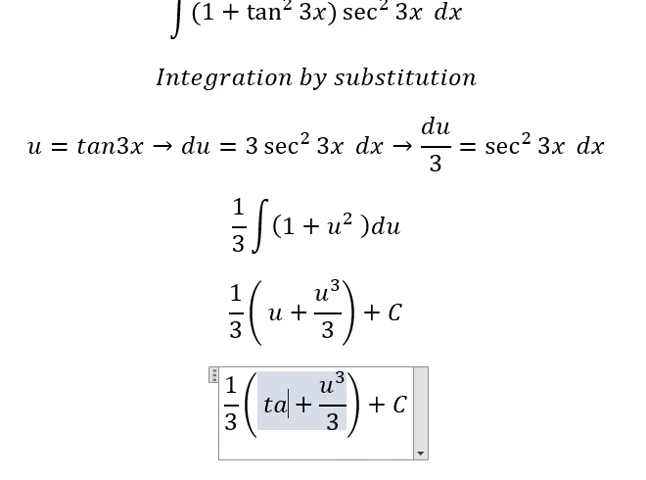 ∫ (1 + tan² 3x) sec² 3x dx
Integration by substitution
u = tan3x → du = 3 sec² 3x dx → du/3 = sec² 3x dx
1/3 ∫ (1 + u² )du
1/3 ( u + u³/3 ) + C
1/3 ( ta + u³/3 ) + C